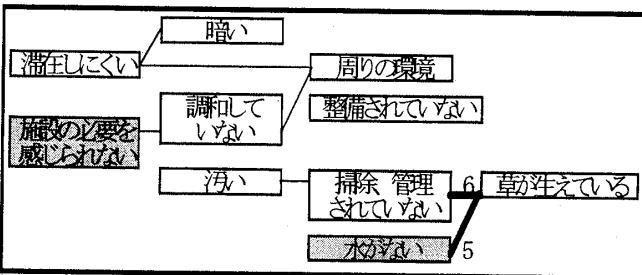 暗い
滞在しにくい
周りの環境
調和して
いない
整備されていない
施設の必要を
感じられない
汚い
掃除、管理
されていない
6
草が生えている
水がない
5